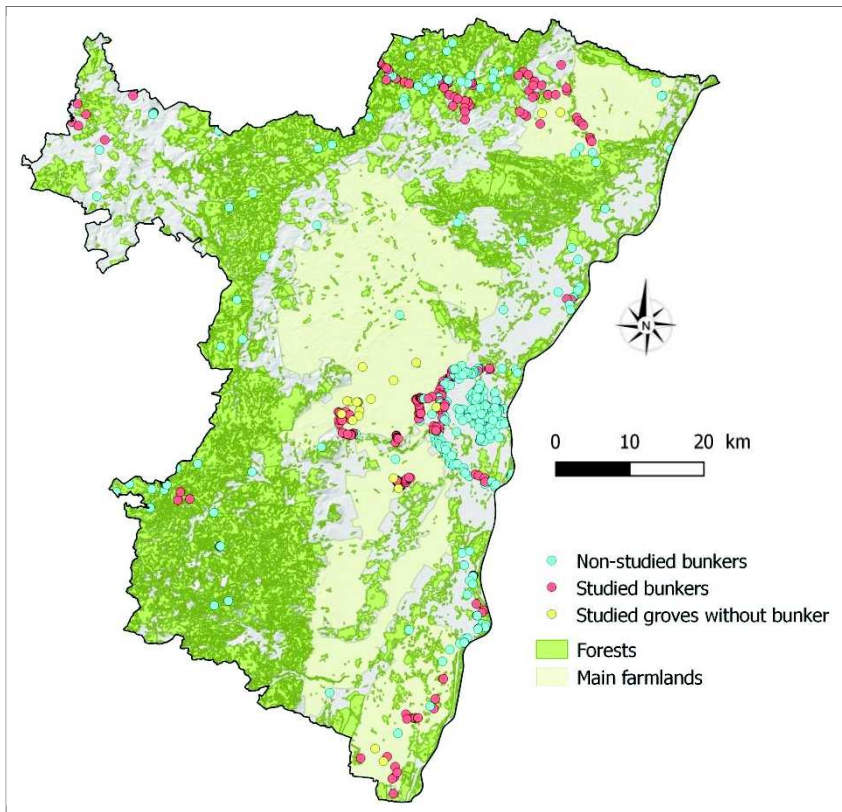 N
0 10 20 km
Non-studied bunkers
Studied bunkers
Studied groves without bunker
Forests
Main farmlands